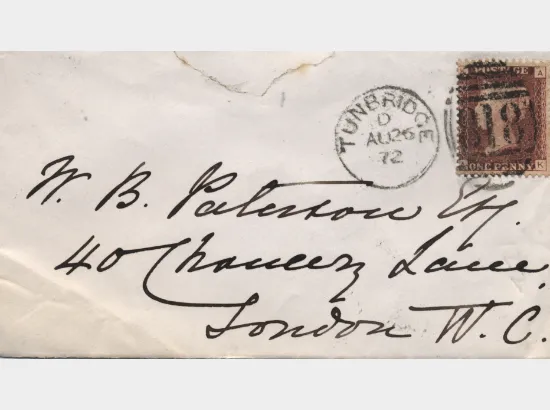 POSTAGE
A
TUNBRIDGE
D
AU 26
72
ONE PENNY
K
W. B. Paterson Esq.
40 Chancery Lane
London W. C.